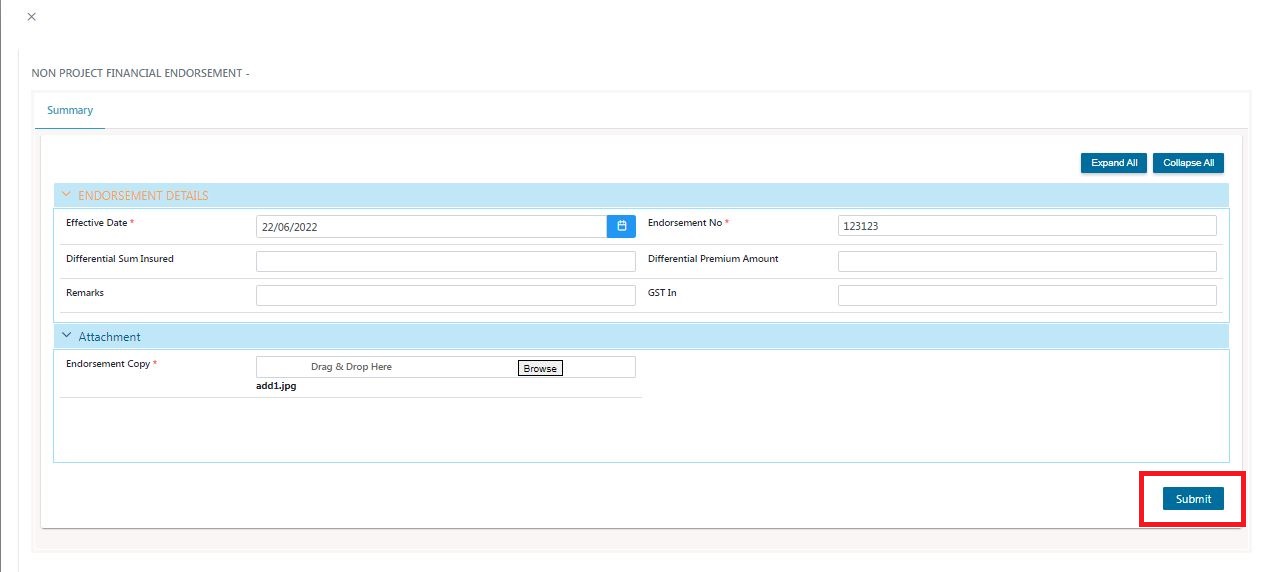 NON PROJECT FINANCIAL ENDORSEMENT -
Summary
Expand All Collapse All
ENDORSEMENT DETAILS
Effective Date * 22/06/2022 Endorsement No * 123123
Differential Sum Insured Differential Premium Amount
Remarks GST In
Attachment
Endorsement Copy * Drag & Drop Here Browse
add1.jpg
Submit